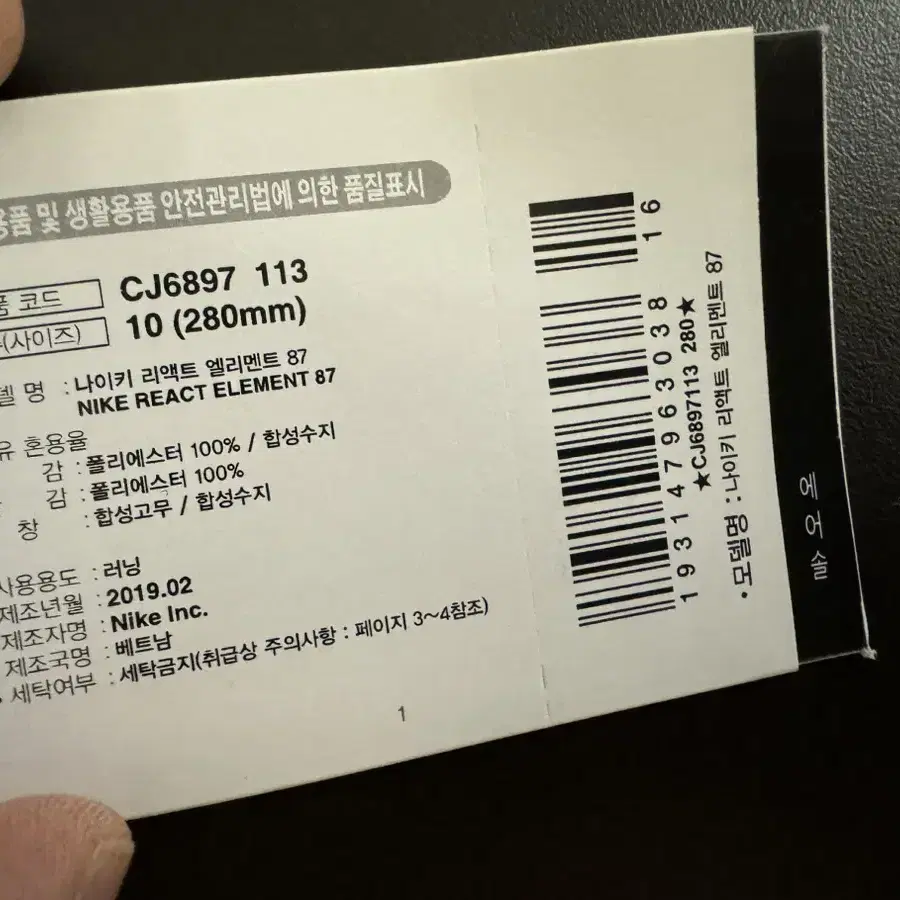 용품 및 생활용품 안전관리법에 의한 품질표시
품 코드 CJ6897 113
(사이즈) 10 (280mm)
델 명 : 나이키 리액트 엘리멘트 87
NIKE REACT ELEMENT 87
유 혼용율
감 : 폴리에스터 100% / 합성수지
감 : 폴리에스터 100%
창 : 합성고무 / 합성수지
사용용도 : 러닝
제조년월 : 2019.02
제조자명 : Nike Inc.
제조국명 : 베트남
세탁여부 : 세탁금지(취급상 주의사항 : 페이지 3~4참조)
1
193147963038
16
★CJ6897113 280★
· 모델명 : 나이키 리액트 엘리멘트 87